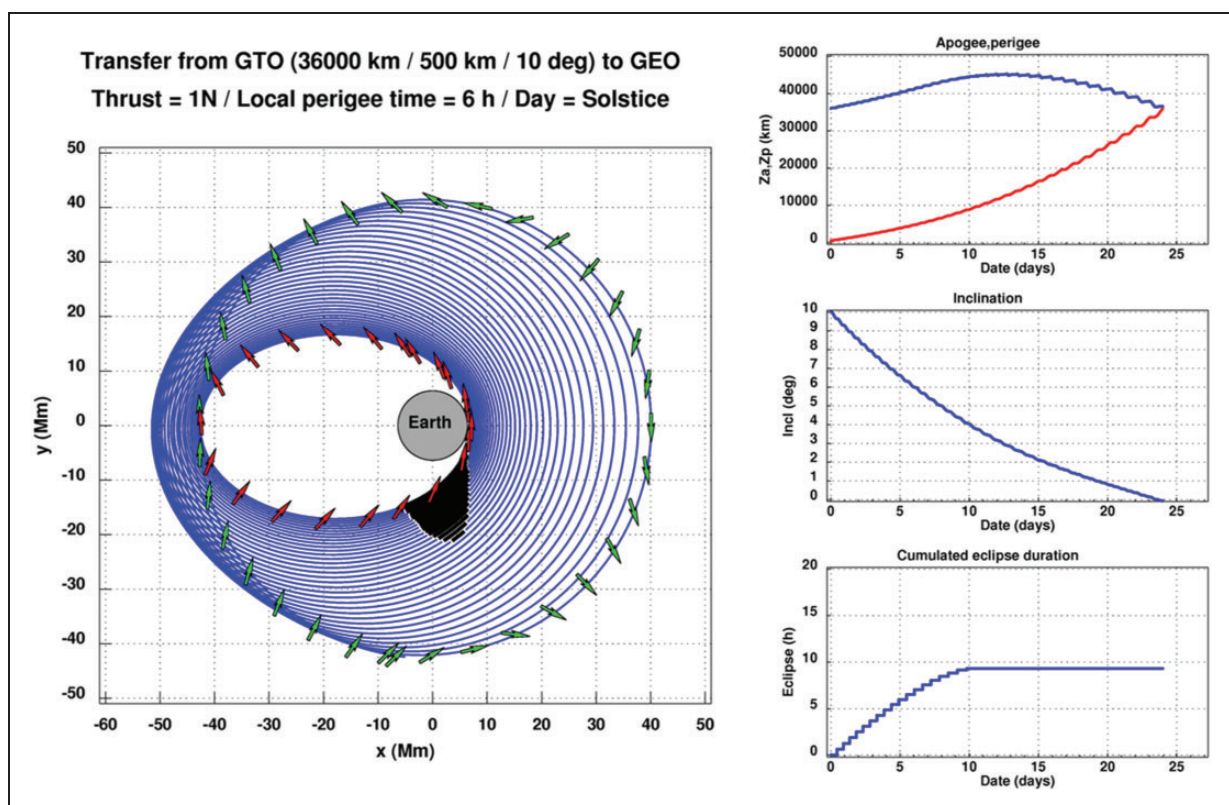 Transfer from GTO (36000 km / 500 km / 10 deg) to GEO
Thrust = 1N / Local perigee time = 6 h / Day = Solstice
50
40
30
20
10
0
-10
-20
-30
-40
-50
y (Mm)
Earth
-60 -50 -40 -30 -20 -10 0 10 20 30 40 50
x (Mm)
Apogee,perigee
50000
40000
30000
20000
10000
0
Za,Zp (km)
0 5 10 15 20 25
Date (days)
Inclination
10
9
8
7
6
5
4
3
2
1
0
Incl (deg)
0 5 10 15 20 25
Date (days)
Cumulated eclipse duration
20
15
10
5
0
Eclipse (h)
0 5 10 15 20 25
Date (days)